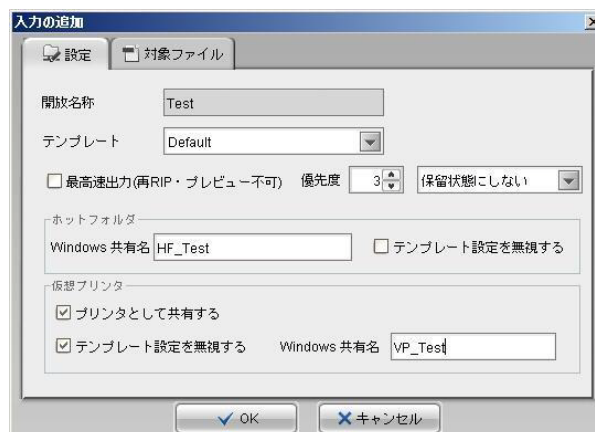 入力の追加
設定 対象ファイル
開放名称 Test
テンプレート Default
最高速出力(再RIP・プレビュー不可) 優先度 3 保留状態にしない
ホットフォルダ
Windows 共有名 HF_Test テンプレート設定を無視する
仮想プリンタ
プリンタとして共有する
テンプレート設定を無視する Windows 共有名 VP_Test
OK キャンセル